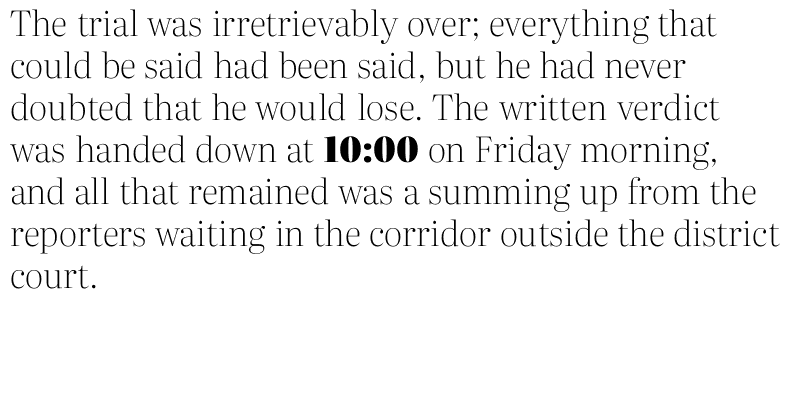 The trial was irretrievably over; everything that
could be said had been said, but he had never
doubted that he would lose. The written verdict
was handed down at 10:00 on Friday morning,
and all that remained was a summing up from the
reporters waiting in the corridor outside the district
court.